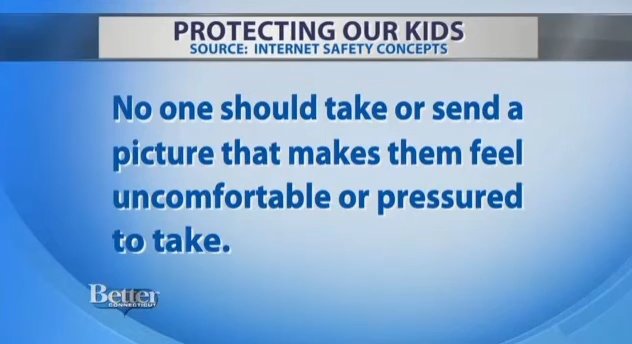 PROTECTING OUR KIDS
SOURCE: INTERNET SAFETY CONCEPTS
No one should take or send a
picture that makes them feel
uncomfortable or pressured
to take.
Better
CONNECTICUT